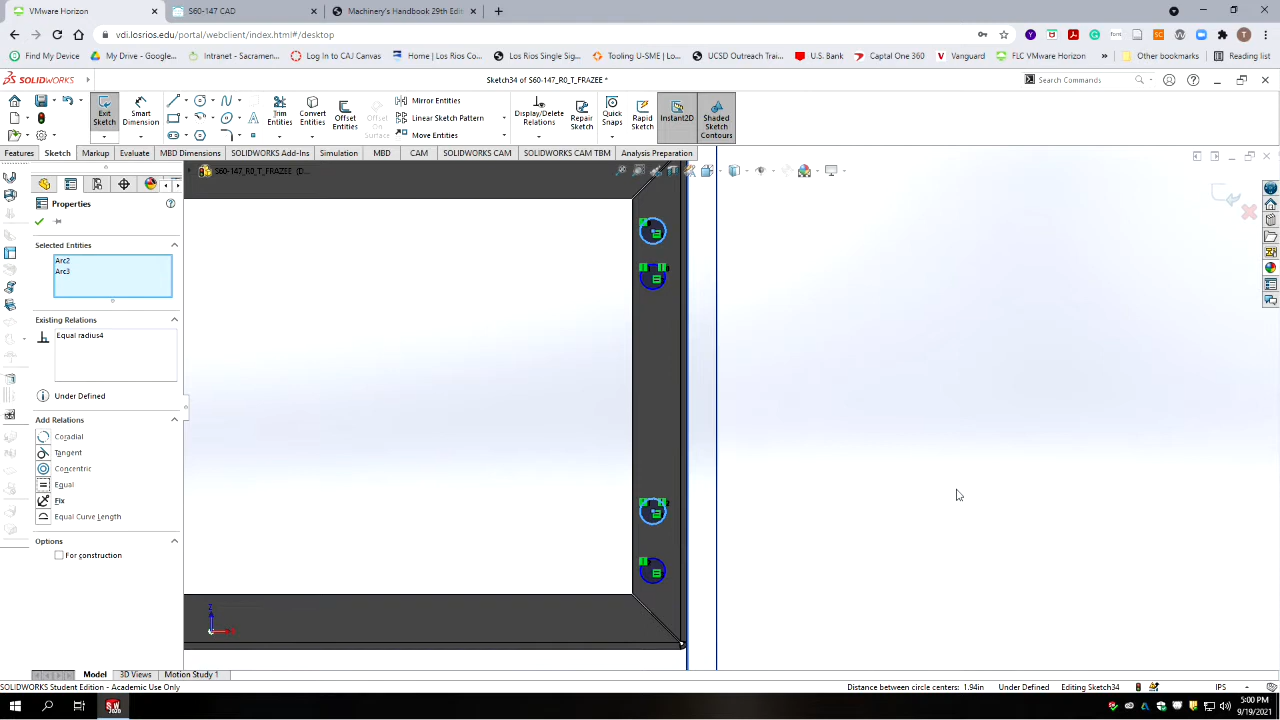 VMware Horizon
S60-147 CAD
Machinery's Handbook 29th Edit
vdi.losrios.edu/portal/webclient/index.html#/desktop
Find My Device
My Drive - Google...
Home - Intranet - Sacramen...
Log In to CAJ Canvas
Home | Los Rios Co...
Los Rios Single Sig...
Tooling U-SME | Lo...
UCSD Outreach Trai...
U.S. Bank
Captal One 360
Vanguard
FLC VMware Horizon
Other bookmarks
Reading list
SOLIDWORKS
Sketch34 of S60-147_R0_T_FRAZEE *
Search Commands
Exit Sketch
Smart Dimension
Trim Entities
Convert Entities
Offset Entities
Offset On Surface
Mirror Entities
Linear Sketch Pattern
Move Entities
Display/Delete Relations
Repair Sketch
Quick Snaps
Rapid Sketch
Instant2D
Shaded Sketch Contours
Features
Sketch
Markup
Evaluate
MBD Dimensions
SOLIDWORKS Add-Ins
Simulation
MBD
CAM
SOLIDWORKS CAM
SOLIDWORKS CAM TBM
Analysis Preparation
S60-147_R0_T_FRAZEE (D...
Properties
Selected Entities
Arc2
Arc3
Existing Relations
Equal radius4
Under Defined
Add Relations
Coradial
Tangent
Concentric
Equal
Fix
Equal Curve Length
Options
For construction
Z
X
Model
3D Views
Motion Study 1
SOLIDWORKS Student Edition - Academic Use Only
Distance between circle centers: 1.94in
Under Defined
Editing Sketch34
IPS
5:00 PM
9/19/2021